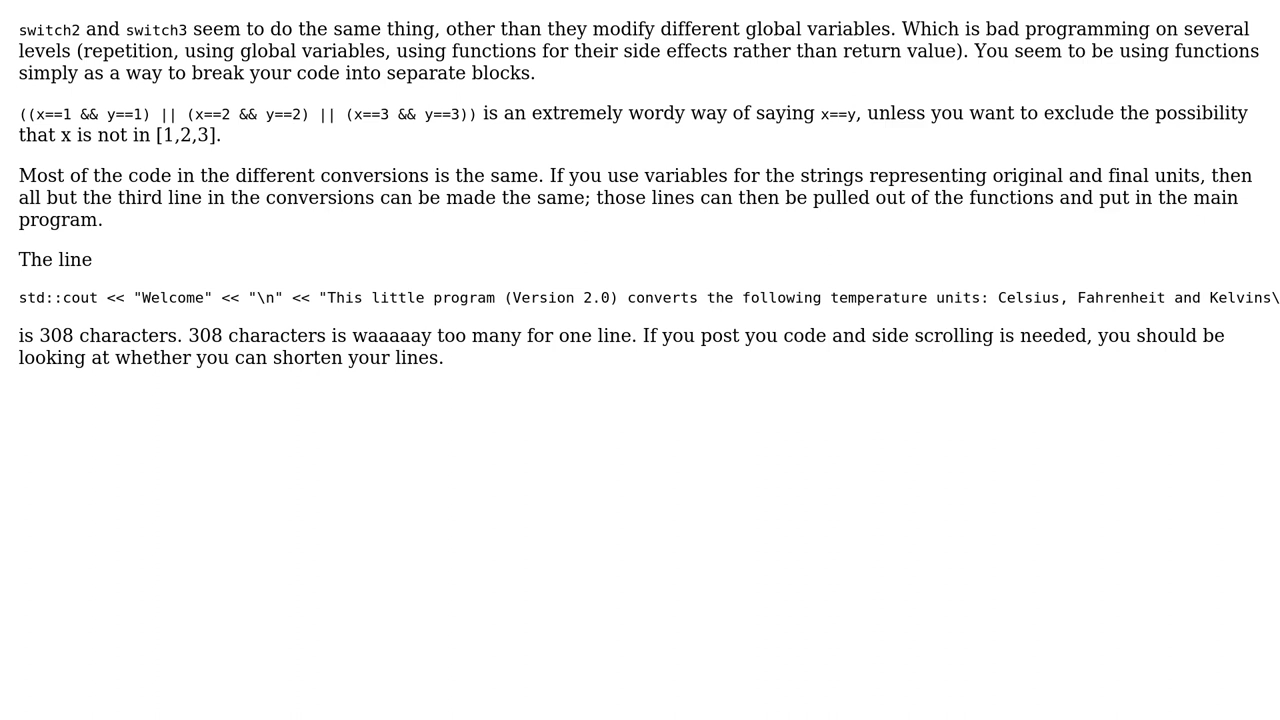 switch2 and switch3 seem to do the same thing, other than they modify different global variables. Which is bad programming on several
levels (repetition, using global variables, using functions for their side effects rather than return value). You seem to be using functions
simply as a way to break your code into separate blocks.
((x==1 && y==1) || (x==2 && y==2) || (x==3 && y==3)) is an extremely wordy way of saying x==y, unless you want to exclude the possibility
that x is not in [1,2,3].
Most of the code in the different conversions is the same. If you use variables for the strings representing original and final units, then
all but the third line in the conversions can be made the same; those lines can then be pulled out of the functions and put in the main
program.
The line
std::cout << "Welcome" << "\n" << "This little program (Version 2.0) converts the following temperature units: Celsius, Fahrenheit and Kelvins\
is 308 characters. 308 characters is waaaaay too many for one line. If you post you code and side scrolling is needed, you should be
looking at whether you can shorten your lines.